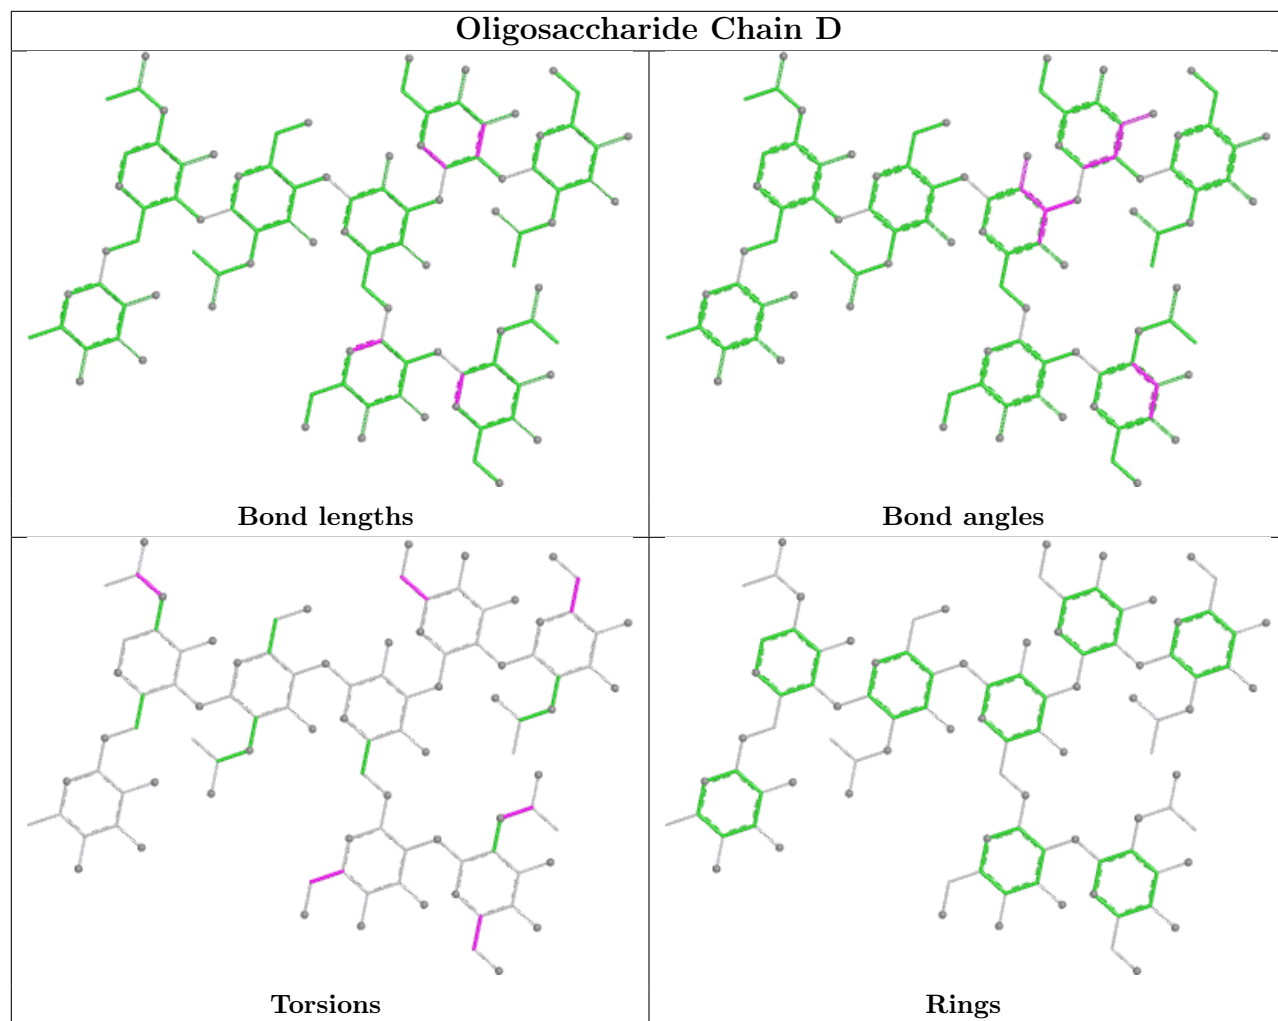 Oligosaccharide Chain D
Bond lengths
Bond angles
Torsions
Rings